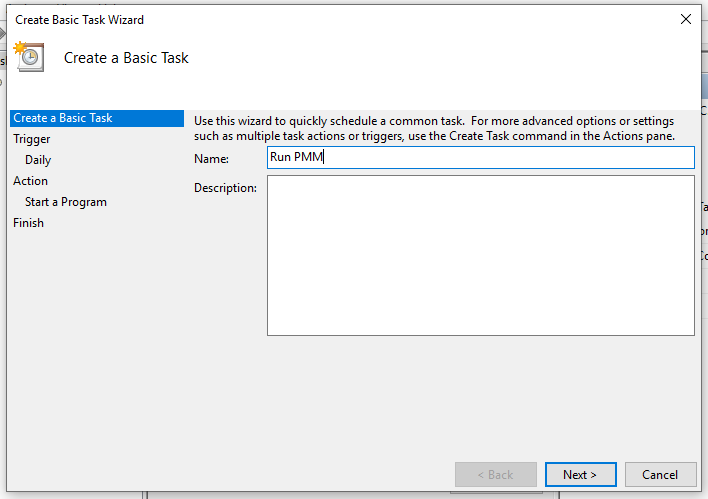 Create Basic Task Wizard
Create a Basic Task
Create a Basic Task
Trigger
Daily
Action
Start a Program
Finish
Use this wizard to quickly schedule a common task. For more advanced options or settings
such as multiple task actions or triggers, use the Create Task command in the Actions pane.
Name:
Run PMM
Description:
< Back
Next >
Cancel